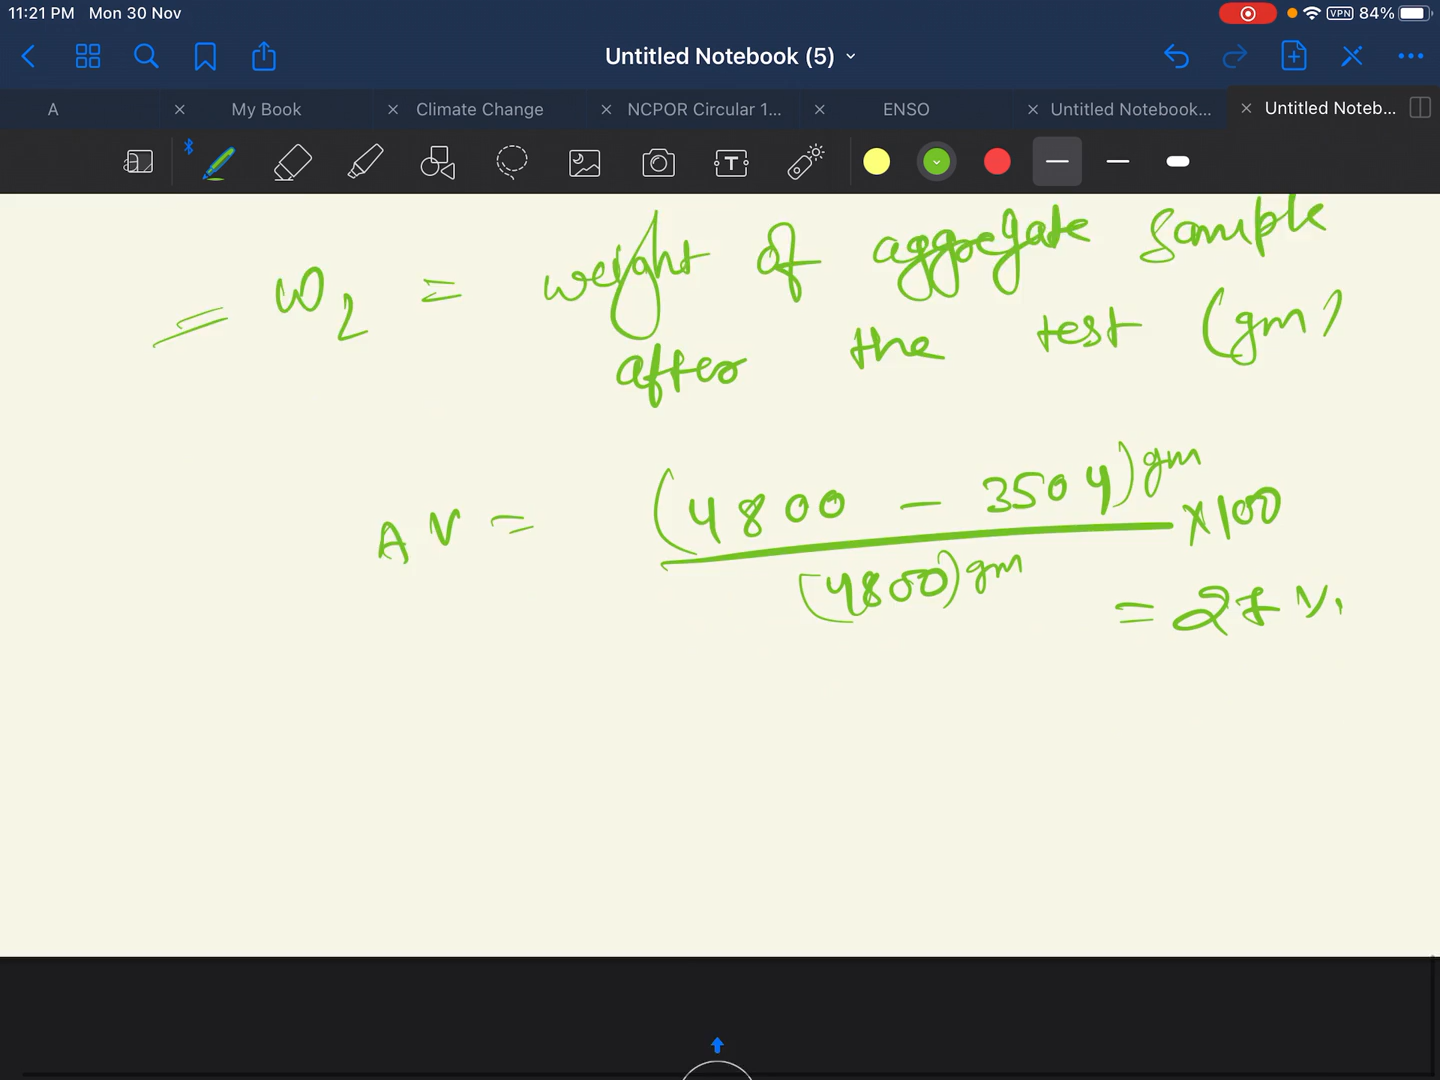 11:21 PM Mon 30 Nov VPN 84%
Untitled Notebook (5)
A My Book Climate Change NCPOR Circular 1... ENSO Untitled Notebook... Untitled Noteb...
= W2 = weight of aggregate sample
after the test (gm)
AV = (4800 - 3504) gm × 100
(4800) gm
= 27 %